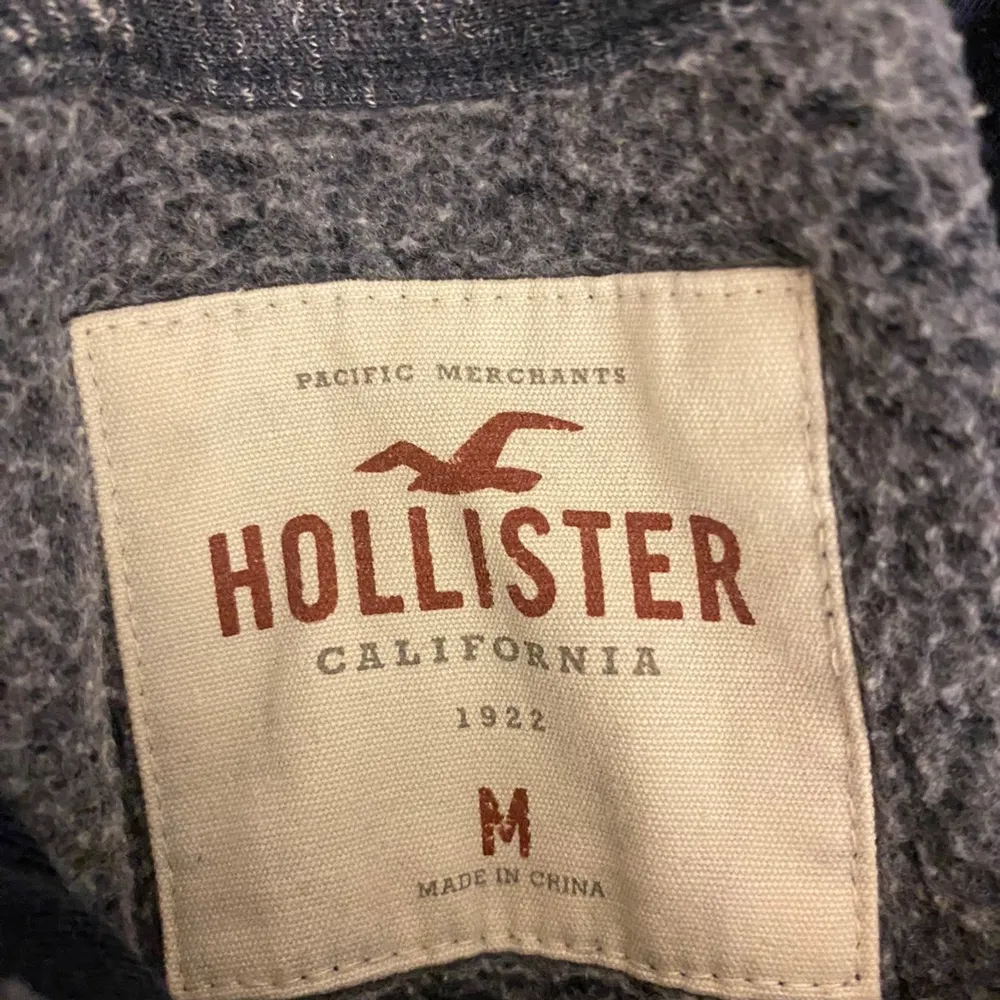 PACIFIC MERCHANTS
HOLLISTER
CALIFORNIA
1922
M
MADE IN CHINA